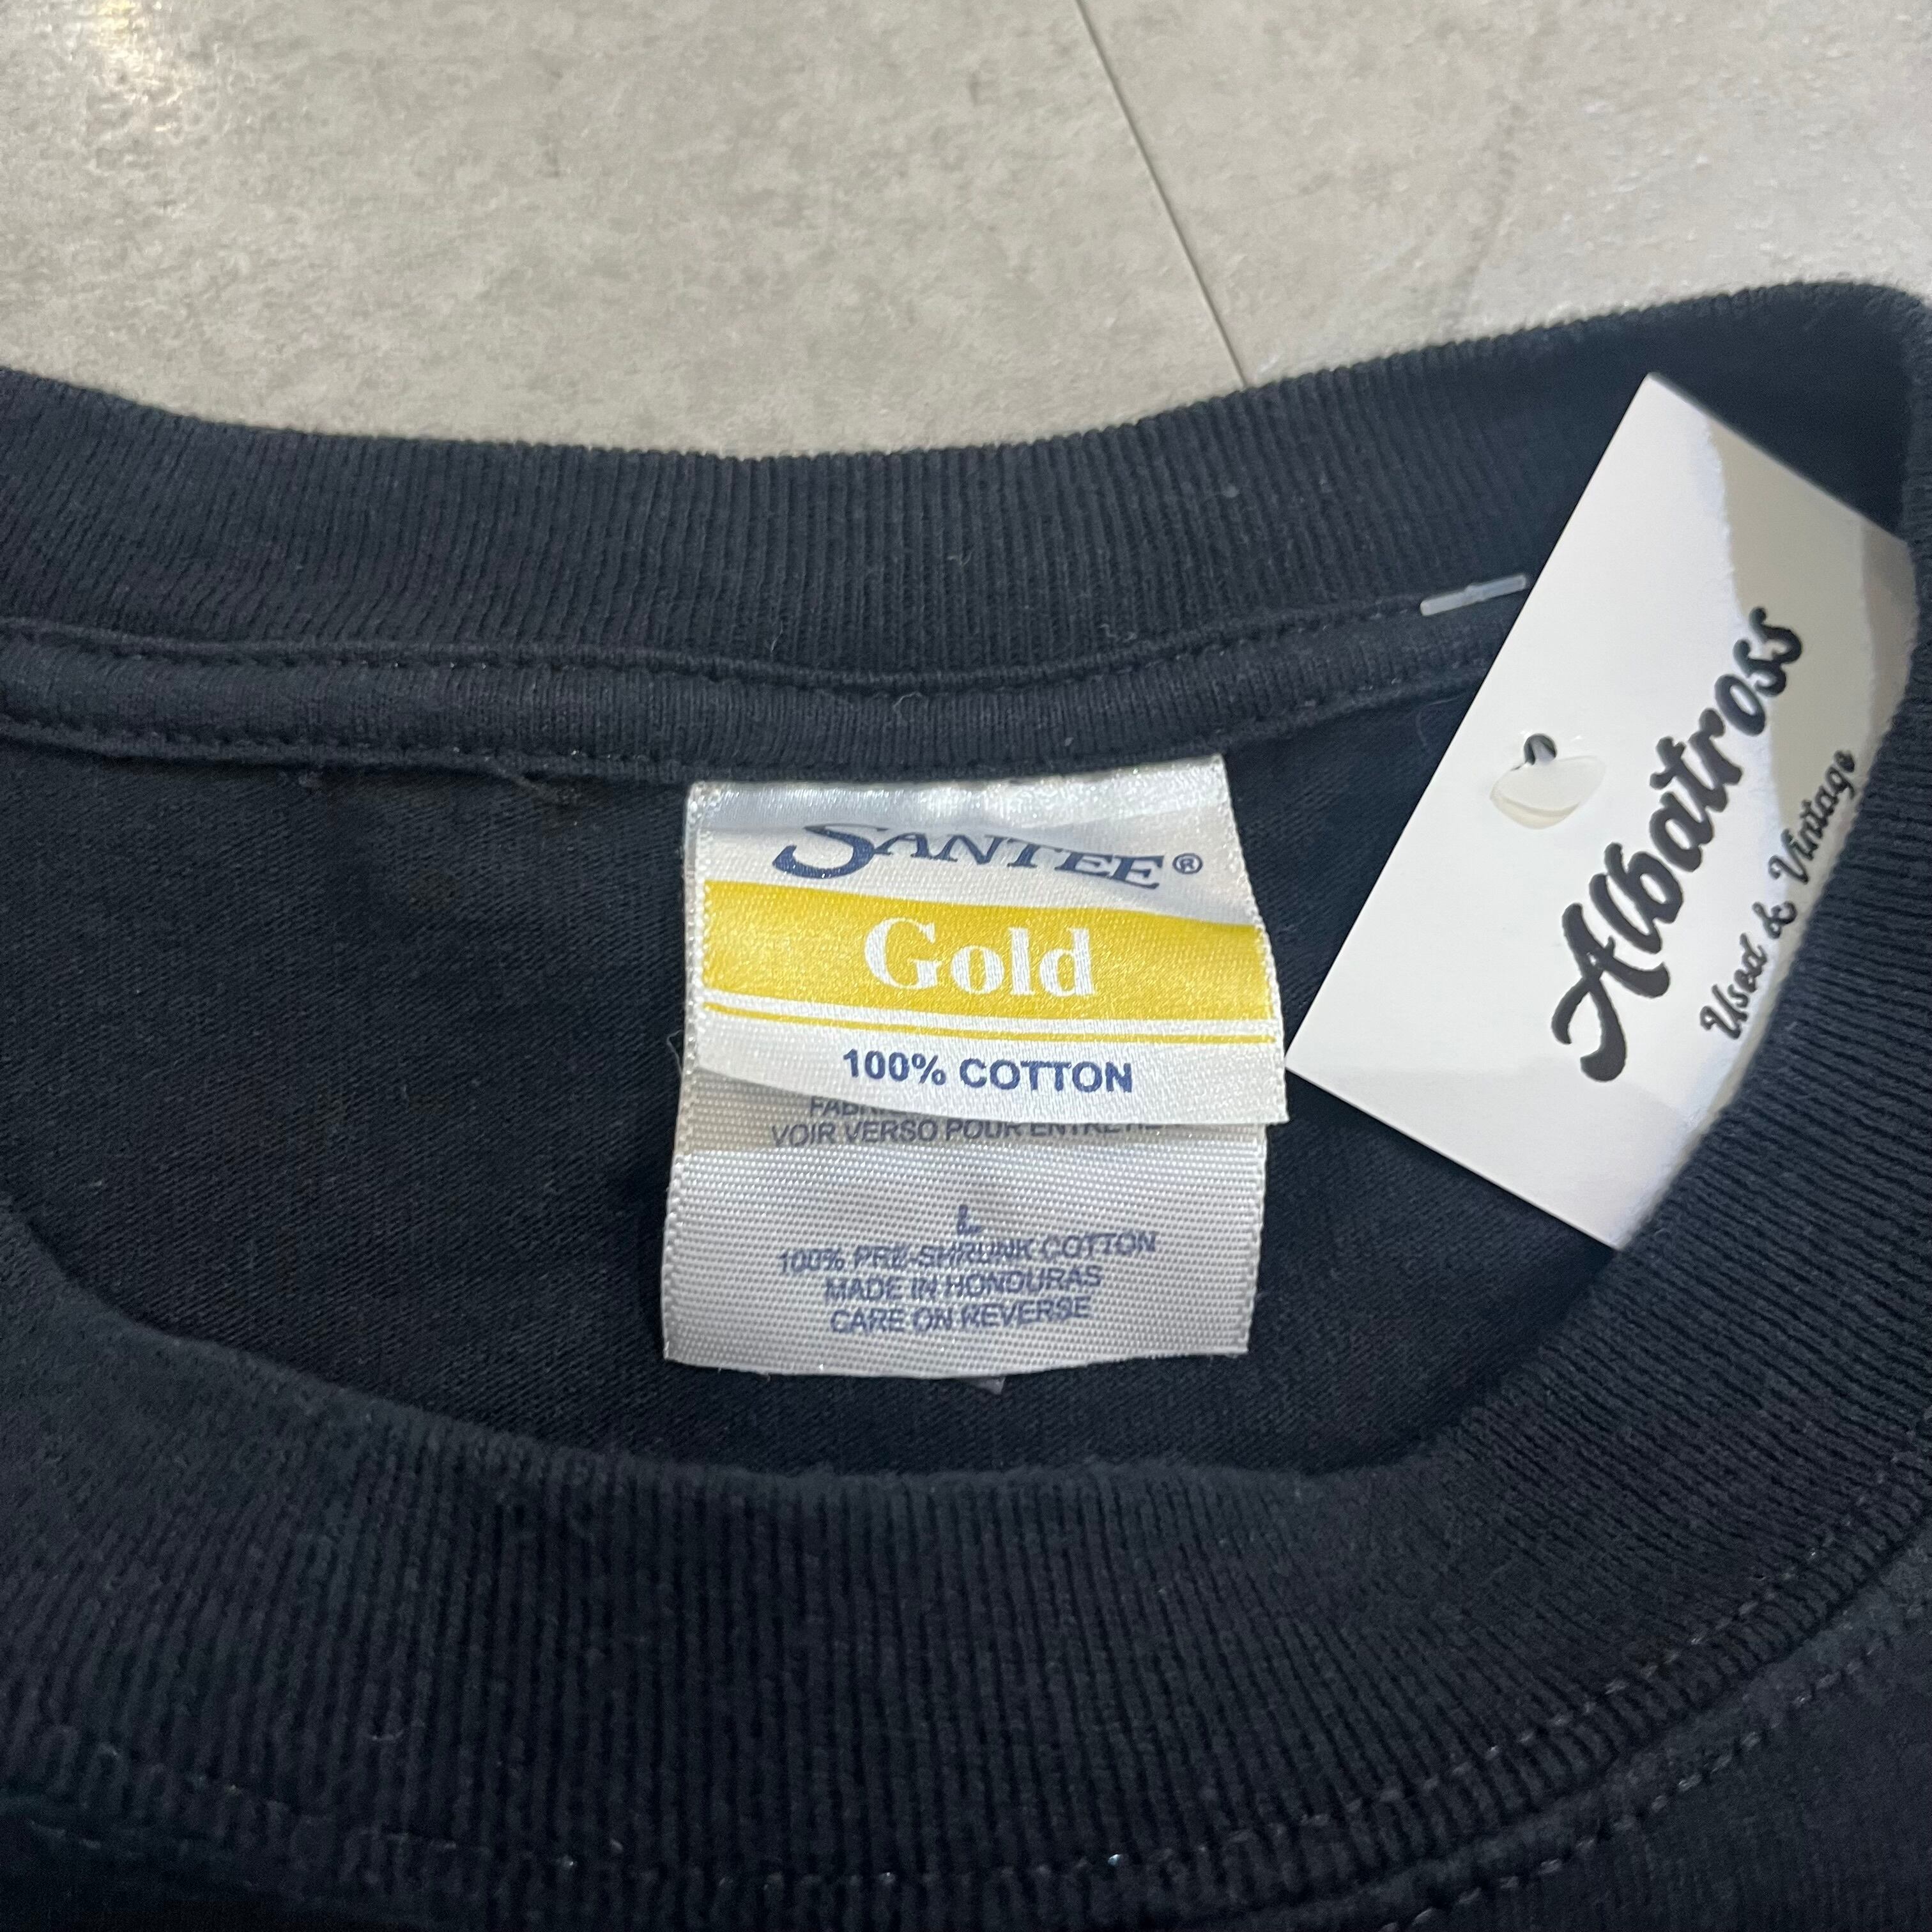 SANTEE®
Gold
100% COTTON
VOIR VERSO POUR
L
100% PRE-SHRUNK COTTON
MADE IN HONDURAS
CARE ON REVERSE
Albatross
Used & Vintage